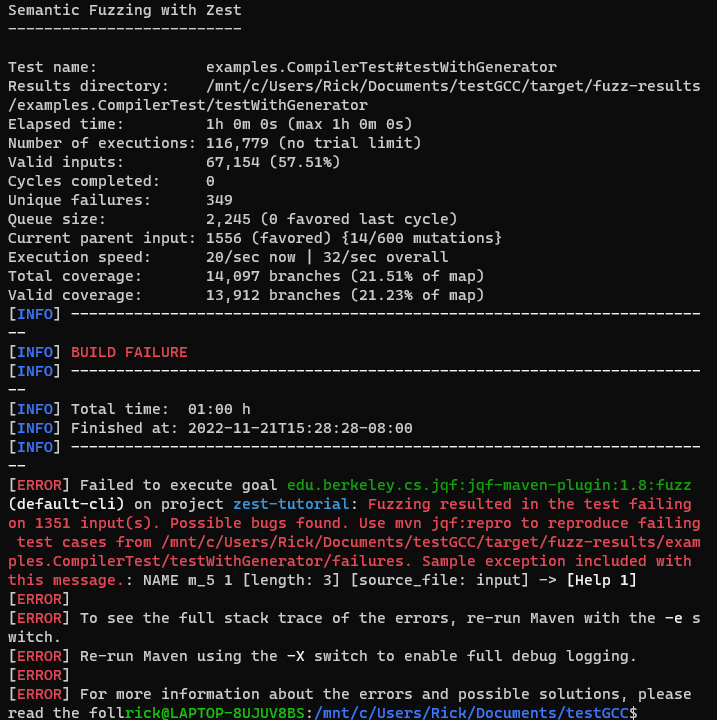 Semantic Fuzzing with Zest
--------------------------
Test name:            examples.CompilerTest#testWithGenerator
Results directory:    /mnt/c/Users/Rick/Documents/testGCC/target/fuzz-results
/examples.CompilerTest/testWithGenerator
Elapsed time:         1h 0m 0s (max 1h 0m 0s)
Number of executions: 116,779 (no trial limit)
Valid inputs:         67,154 (57.51%)
Cycles completed:     0
Unique failures:      349
Queue size:           2,245 (0 favored last cycle)
Current parent input: 1556 (favored) {14/600 mutations}
Execution speed:      20/sec now | 32/sec overall
Total coverage:       14,097 branches (21.51% of map)
Valid coverage:       13,912 branches (21.23% of map)
[INFO] ----------------------------------------------------------------------
--
[INFO] BUILD FAILURE
[INFO] ----------------------------------------------------------------------
--
[INFO] Total time:  01:00 h
[INFO] Finished at: 2022-11-21T15:28:28-08:00
[INFO] ----------------------------------------------------------------------
--
[ERROR] Failed to execute goal edu.berkeley.cs.jqf:jqf-maven-plugin:1.8:fuzz
(default-cli) on project zest-tutorial: Fuzzing resulted in the test failing
on 1351 input(s). Possible bugs found. Use mvn jqf:repro to reproduce failing
 test cases from /mnt/c/Users/Rick/Documents/testGCC/target/fuzz-results/exam
ples.CompilerTest/testWithGenerator/failures. Sample exception included with
this message.: NAME m_5 1 [length: 3] [source_file: input] -> [Help 1]
[ERROR]
[ERROR] To see the full stack trace of the errors, re-run Maven with the -e s
witch.
[ERROR] Re-run Maven using the -X switch to enable full debug logging.
[ERROR]
[ERROR] For more information about the errors and possible solutions, please
read the follrick@LAPTOP-8UJUV8BS:/mnt/c/Users/Rick/Documents/testGCC$